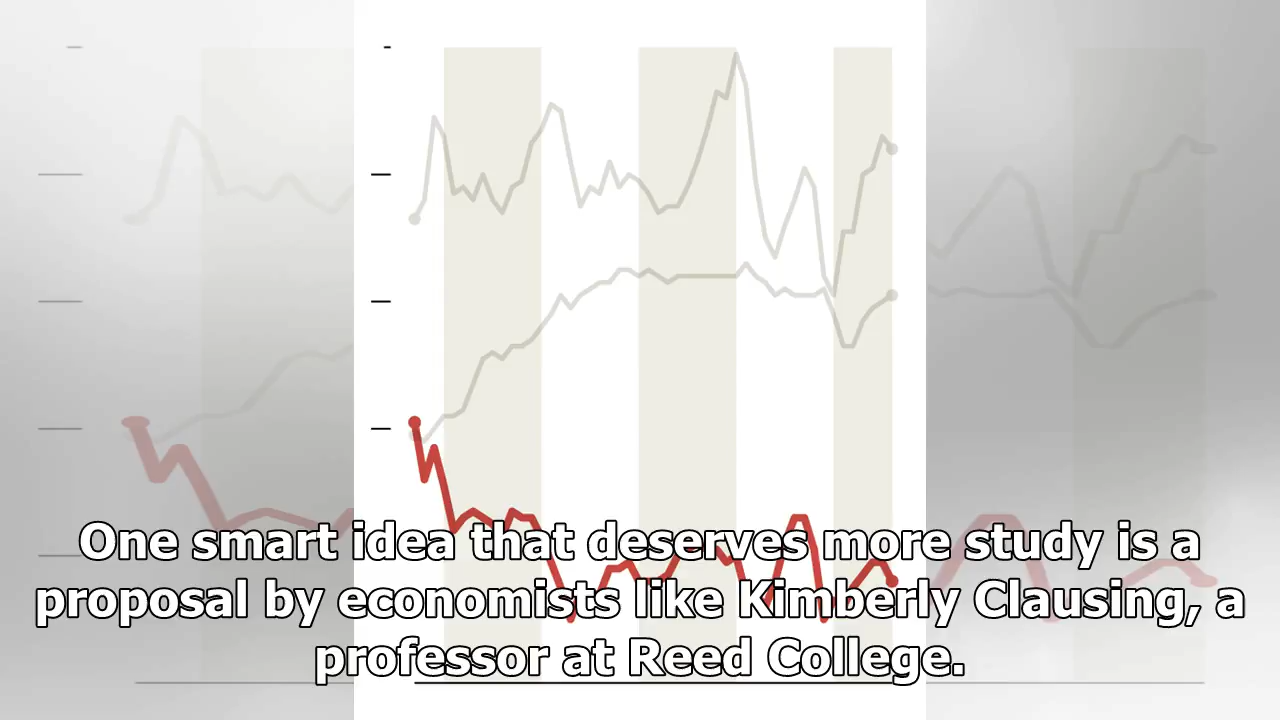 One smart idea that deserves more study is a
proposal by economists like Kimberly Clausing, a
professor at Reed College.